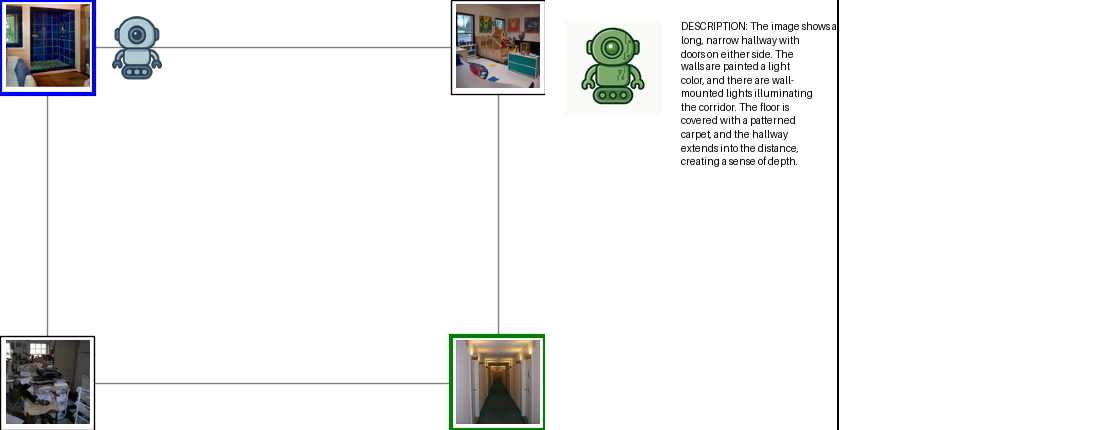 DESCRIPTION: The image shows a
long, narrow hallway with
doors on either side. The
walls are painted a light
color, and there are wall-
mounted lights illuminating
the corridor. The floor is
covered with a patterned
carpet, and the hallway
extends into the distance,
creating a sense of depth.